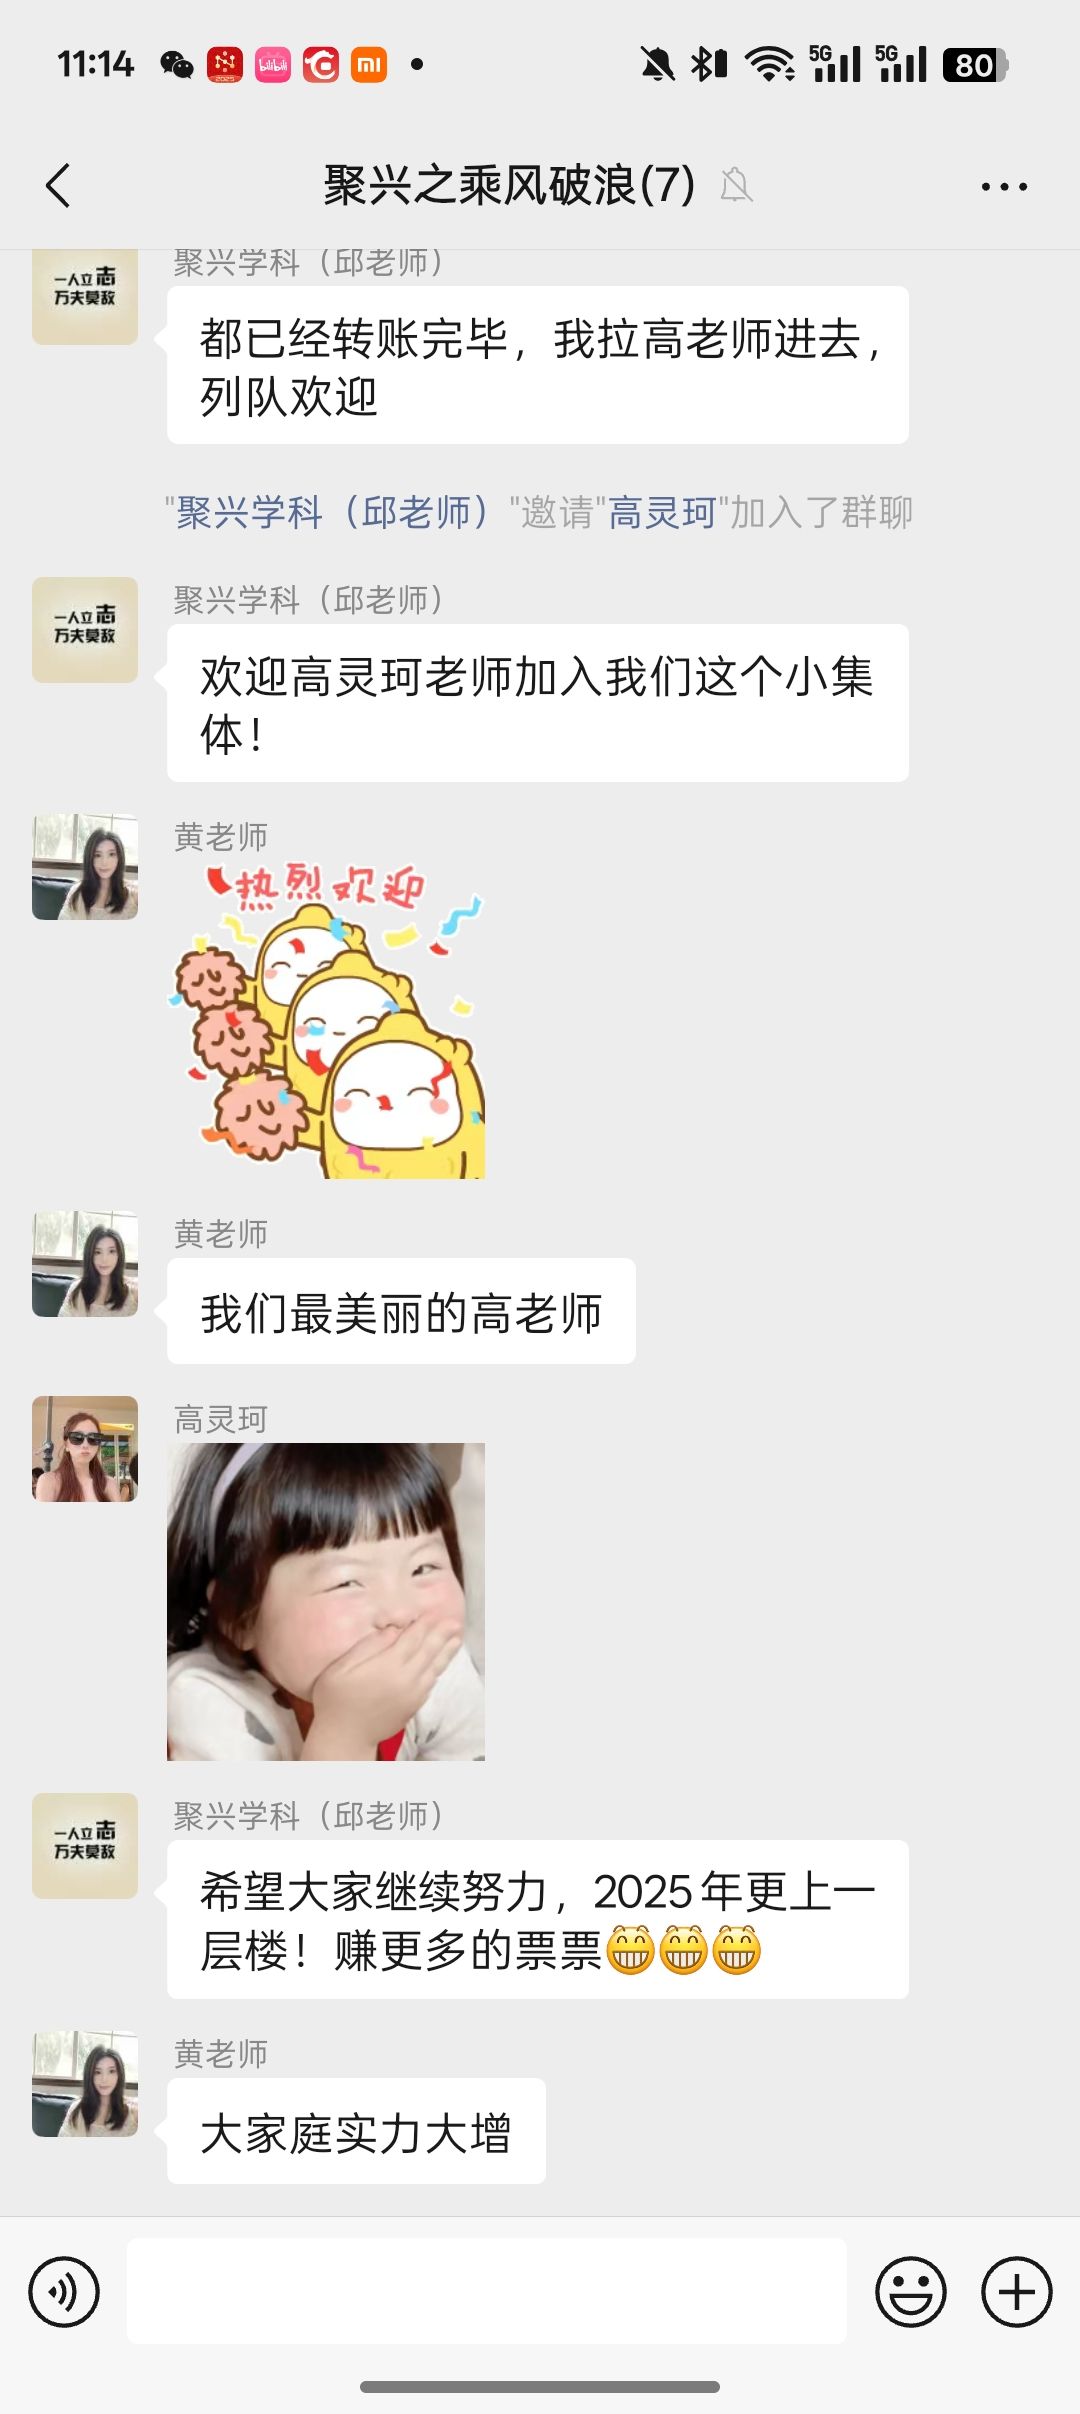 11:14
2025
bilibili
mi
5G
5G
80
聚兴之乘风破浪(7)
聚兴学科（邱老师）
一人立志
万夫莫敌
都已经转账完毕，我拉高老师进去，
列队欢迎
"聚兴学科（邱老师）"邀请"高灵珂"加入了群聊
聚兴学科（邱老师）
一人立志
万夫莫敌
欢迎高灵珂老师加入我们这个小集
体！
黄老师
热烈欢迎
黄老师
我们最美丽的高老师
高灵珂
聚兴学科（邱老师）
一人立志
万夫莫敌
希望大家继续努力，2025年更上一
层楼！赚更多的票票😁😁😁
黄老师
大家庭实力大增